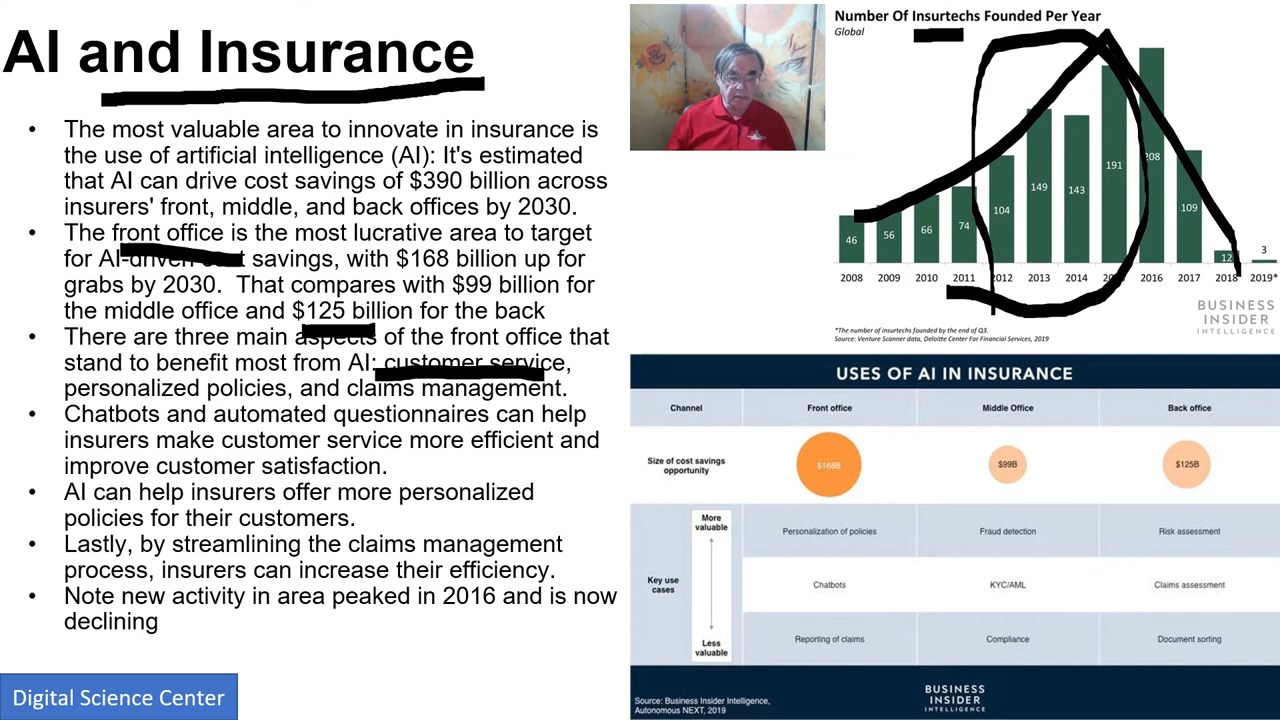 AI and Insurance
• The most valuable area to innovate in insurance is
the use of artificial intelligence (AI): It's estimated
that AI can drive cost savings of $390 billion across
insurers' front, middle, and back offices by 2030.
• The front office is the most lucrative area to target
for AI-driven cost savings, with $168 billion up for
grabs by 2030. That compares with $99 billion for
the middle office and $125 billion for the back
• There are three main aspects of the front office that
stand to benefit most from AI: customer service,
personalized policies, and claims management.
• Chatbots and automated questionnaires can help
insurers make customer service more efficient and
improve customer satisfaction.
• AI can help insurers offer more personalized
policies for their customers.
• Lastly, by streamlining the claims management
process, insurers can increase their efficiency.
• Note new activity in area peaked in 2016 and is now
declining
Digital Science Center
Number Of Insurtechs Founded Per Year
Global
46 56 66 74 104 149 143 191 208 109 12 3
2008 2009 2010 2011 2012 2013 2014 2015 2016 2017 2018 2019*
BUSINESS
INSIDER
INTELLIGENCE
*The number of insurtechs founded by the end of Q3.
Source: Venture Scanner data, Deloitte Center For Financial Services, 2019
USES OF AI IN INSURANCE
Channel Front office Middle Office Back office
Size of cost savings
opportunity
$168B $99B $125B
Key use
cases
More
valuable
Less
valuable
Personalization of policies Fraud detection Risk assessment
Chatbots KYC/AML Claims assessment
Reporting of claims Compliance Document sorting
Source: Business Insider Intelligence,
Autonomous NEXT, 2019
BUSINESS
INSIDER
INTELLIGENCE